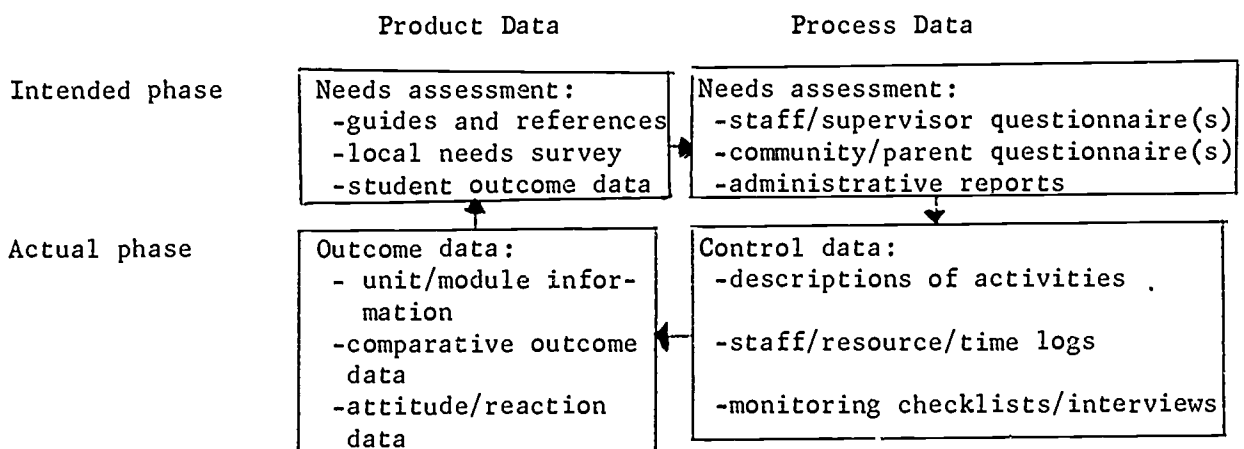 Product Data Process Data
Intended phase
Needs assessment:
-guides and references
-local needs survey
-student outcome data
Needs assessment:
-staff/supervisor questionnaire(s)
-community/parent questionnaire(s)
-administrative reports
Actual phase
Outcome data:
- unit/module infor-
mation
-comparative outcome
data
-attitude/reaction
data
Control data:
-descriptions of activities .
-staff/resource/time logs
-monitoring checklists/interviews